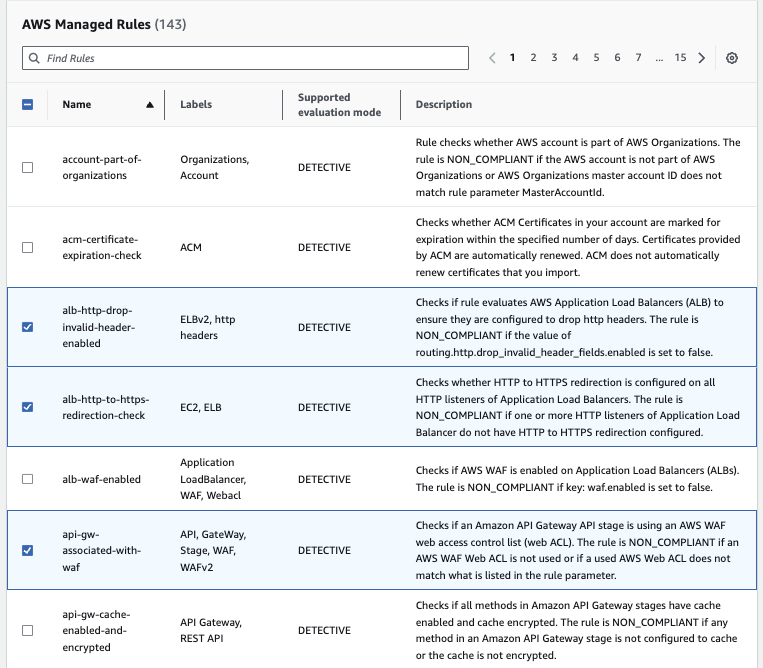 AWS Managed Rules (143)
Find Rules
1 2 3 4 5 6 7 ... 15
Name Labels Supported evaluation mode Description
account-part-of-
organizations
Organizations,
Account
DETECTIVE
Rule checks whether AWS account is part of AWS Organizations. The
rule is NON_COMPLIANT if the AWS account is not part of AWS
Organizations or AWS Organizations master account ID does not
match rule parameter MasterAccountId.
acm-certificate-
expiration-check
ACM
DETECTIVE
Checks whether ACM Certificates in your account are marked for
expiration within the specified number of days. Certificates provided
by ACM are automatically renewed. ACM does not automatically
renew certificates that you import.
alb-http-drop-
invalid-header-
enabled
ELBv2, http
headers
DETECTIVE
Checks if rule evaluates AWS Application Load Balancers (ALB) to
ensure they are configured to drop http headers. The rule is
NON_COMPLIANT if the value of
routing.http.drop_invalid_header_fields.enabled is set to false.
alb-http-to-https-
redirection-check
EC2, ELB
DETECTIVE
Checks whether HTTP to HTTPS redirection is configured on all
HTTP listeners of Application Load Balancers. The rule is
NON_COMPLIANT if one or more HTTP listeners of Application Load
Balancer do not have HTTP to HTTPS redirection configured.
alb-waf-enabled
Application
LoadBalancer,
WAF, Webacl
DETECTIVE
Checks if AWS WAF is enabled on Application Load Balancers (ALBs).
The rule is NON_COMPLIANT if key: waf.enabled is set to false.
api-gw-
associated-with-
waf
API, GateWay,
Stage, WAF,
WAFv2
DETECTIVE
Checks if an Amazon API Gateway API stage is using an AWS WAF
web access control list (web ACL). The rule is NON_COMPLIANT if an
AWS WAF Web ACL is not used or if a used AWS Web ACL does not
match what is listed in the rule parameter.
api-gw-cache-
enabled-and-
encrypted
API Gateway,
REST API
DETECTIVE
Checks if all methods in Amazon API Gateway stages have cache
enabled and cache encrypted. The rule is NON_COMPLIANT if any
method in an Amazon API Gateway stage is not configured to cache
or the cache is not encrypted.